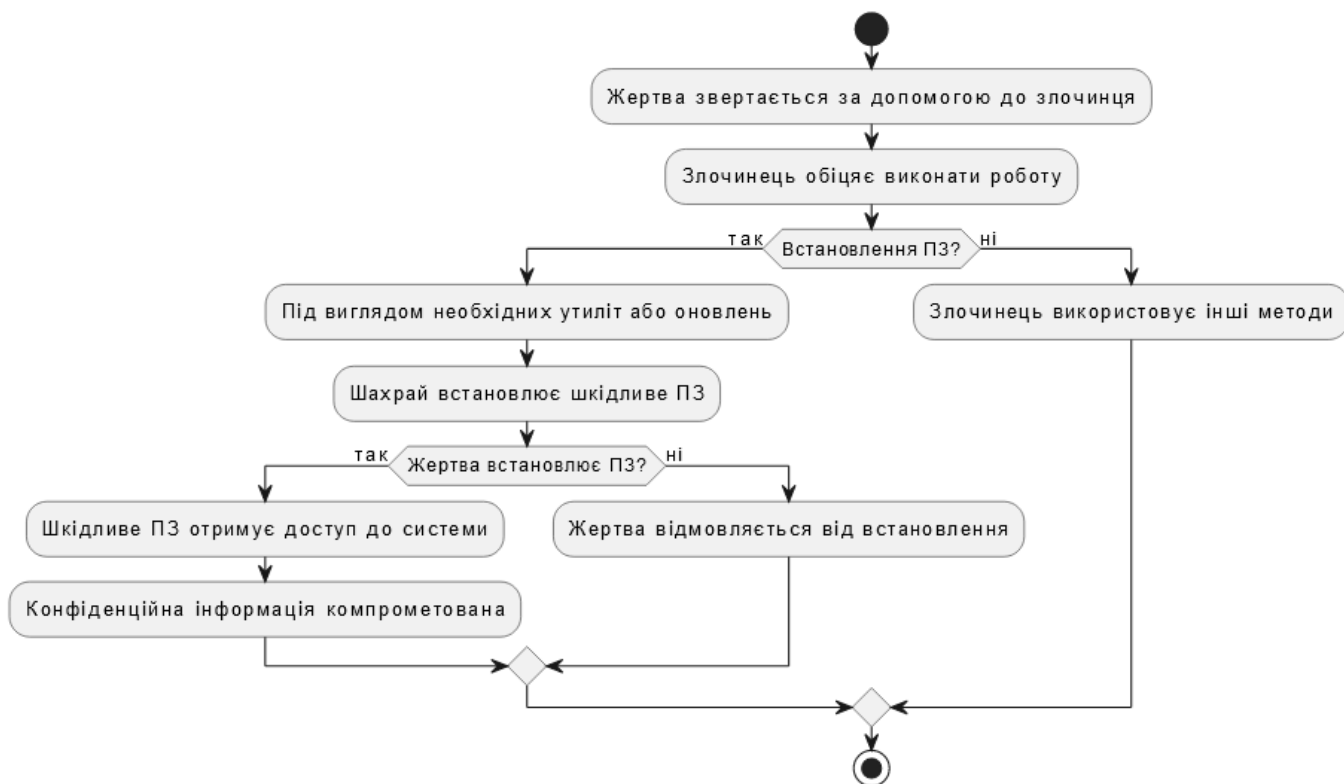 Жертва звертається за допомогою до злочинця
Злочинець обіцяє виконати роботу
так
Встановлення ПЗ?
ні
Під виглядом необхідних утиліт або оновлень
Злочинець використовує інші методи
Шахрай встановлює шкідливе ПЗ
так
Жертва встановлює ПЗ?
ні
Шкідливе ПЗ отримує доступ до системи
Жертва відмовляється від встановлення
Конфіденційна інформація компрометована